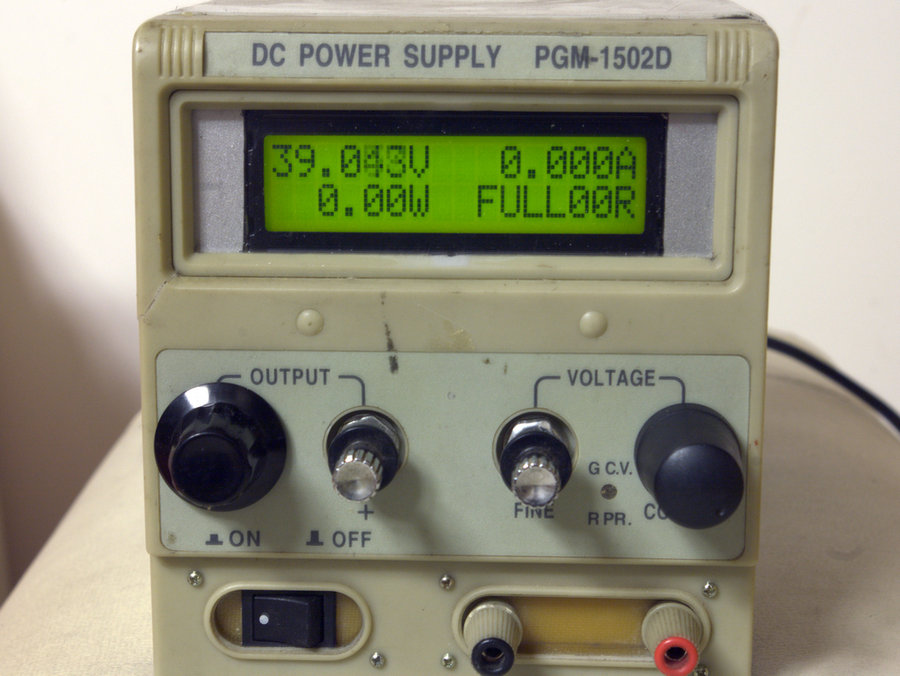 DC POWER SUPPLY PGM-1502D
39.043V 0.000A
0.00W FULL00R
OUTPUT VOLTAGE
G C.V.
+ FINE R PR.
ON OFF